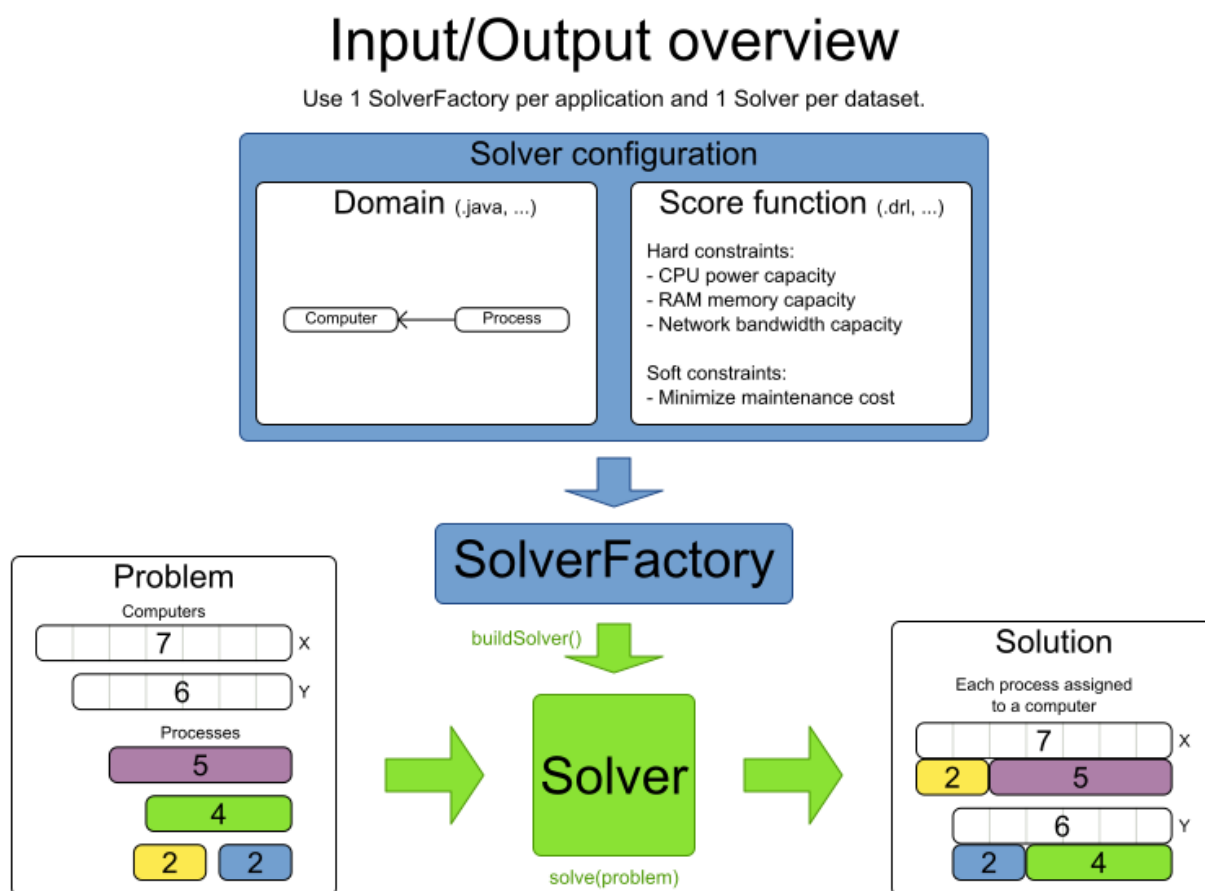 Input/Output overview
Use 1 SolverFactory per application and 1 Solver per dataset.
Solver configuration
Domain (.java, ...)
Computer
Process
Score function (.drl, ...)
Hard constraints:
- CPU power capacity
- RAM memory capacity
- Network bandwidth capacity
Soft constraints:
- Minimize maintenance cost
SolverFactory
buildSolver()
Problem
Computers
7 X
6 Y
Processes
5
4
2 2
Solver
solve(problem)
Solution
Each process assigned
to a computer
7 X
2 5
6 Y
2 4